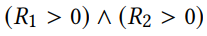 (R₁ > 0) ∧ (R₂ > 0)